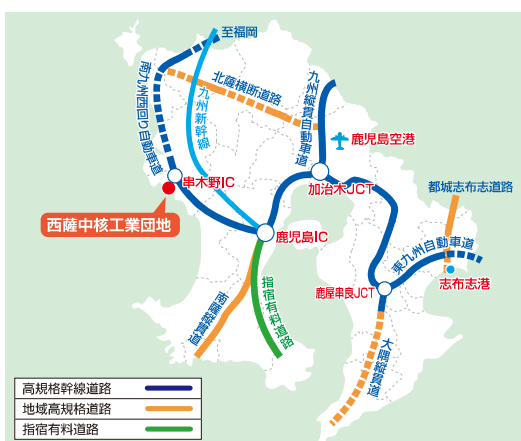 至福岡
南九州西回り自動車道
北薩横断道路
九州新幹線
九州縦貫自動車道
鹿児島空港
串木野IC
加治木JCT
都城志布志道路
西薩中核工業団地
鹿児島IC
東九州自動車道
志布志港
鹿屋串良JCT
南薩縦貫道
指宿有料道路
大隅縦貫道
高規格幹線道路
地域高規格道路
指宿有料道路